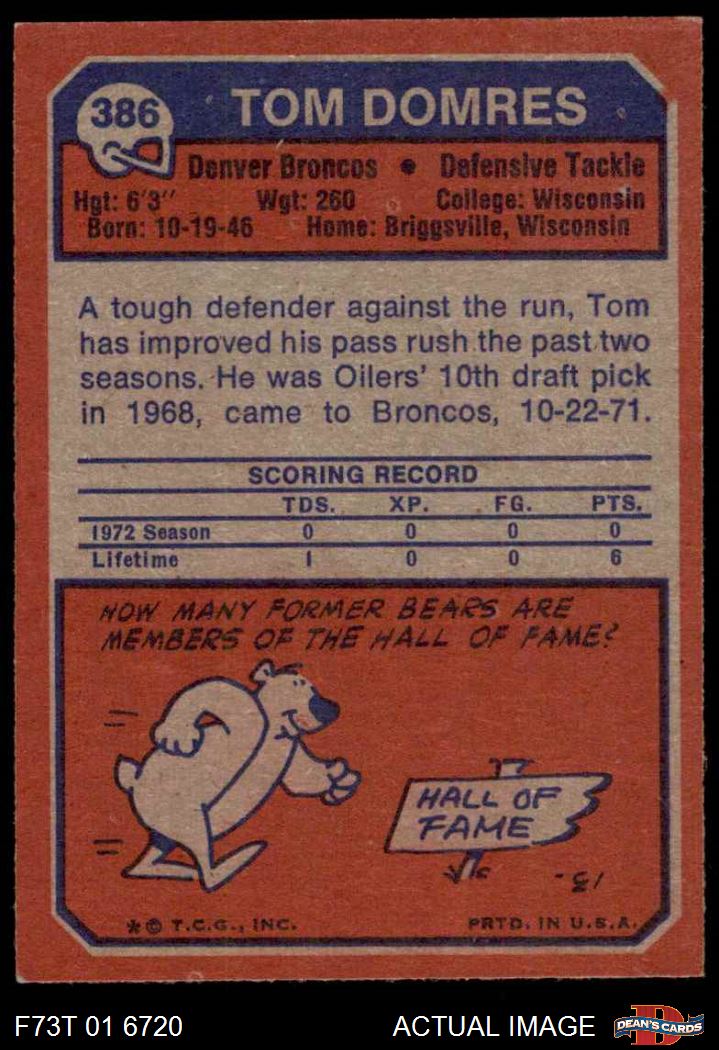 386 TOM DOMRES
Denver Broncos • Defensive Tackle
Hgt: 6'3" Wgt: 260 College: Wisconsin
Born: 10-19-46 Home: Briggsville, Wisconsin
A tough defender against the run, Tom
has improved his pass rush the past two
seasons. He was Oilers' 10th draft pick
in 1968, came to Broncos, 10-22-71.
SCORING RECORD
TDS. XP. FG. PTS.
1972 Season 0 0 0 0
Lifetime 1 0 0 6
HOW MANY FORMER BEARS ARE
MEMBERS OF THE HALL OF FAME?
HALL OF
FAME
13.
* © T.C.G., INC. PRTD. IN U.S.A.
F73T 01 6720 ACTUAL IMAGE DEAN'S CARDS